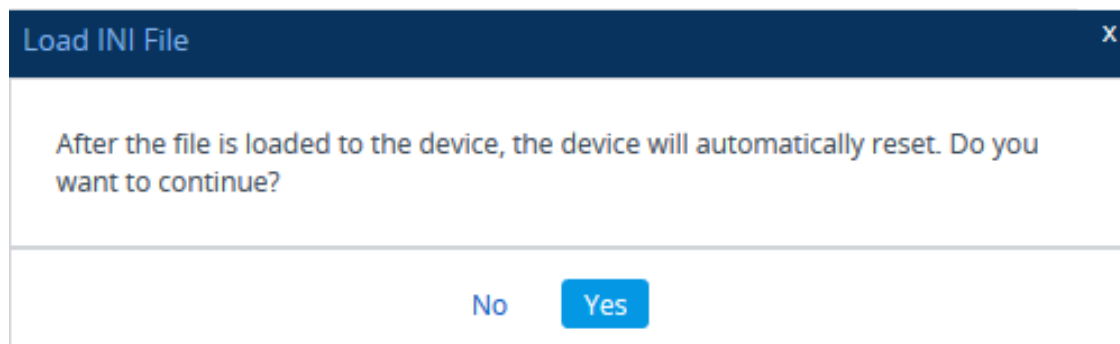 Load INI File
x
After the file is loaded to the device, the device will automatically reset. Do you
want to continue?
No
Yes